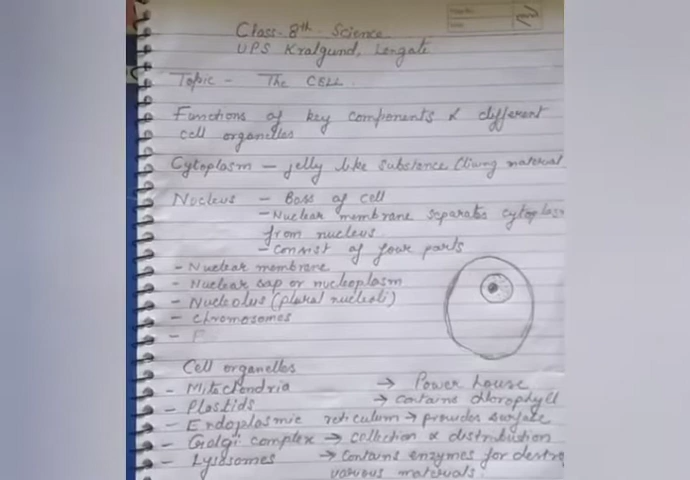 Class- 8th Science
UPS Kralgund, Langate
Topic - The CELL
Functions of key components & different
cell organelles
Cytoplasm - jelly like substance (living material
Nucleus - Boss of cell
- Nuclear membrane separates cytoplasm
from nucleus
- consist of four parts
- Nuclear membrane
- Nuclear sap or nucleoplasm
- Nucleolus (plural nucleoli)
- chromosomes
Cell organelles
- Mitochondria → Power house
- Plastids → contains chlorophyll
- Endoplasmic reticulum → provides surface
- Golgi complex → collection & distribution
- Lysosomes → contains enzymes for destro
various materials.